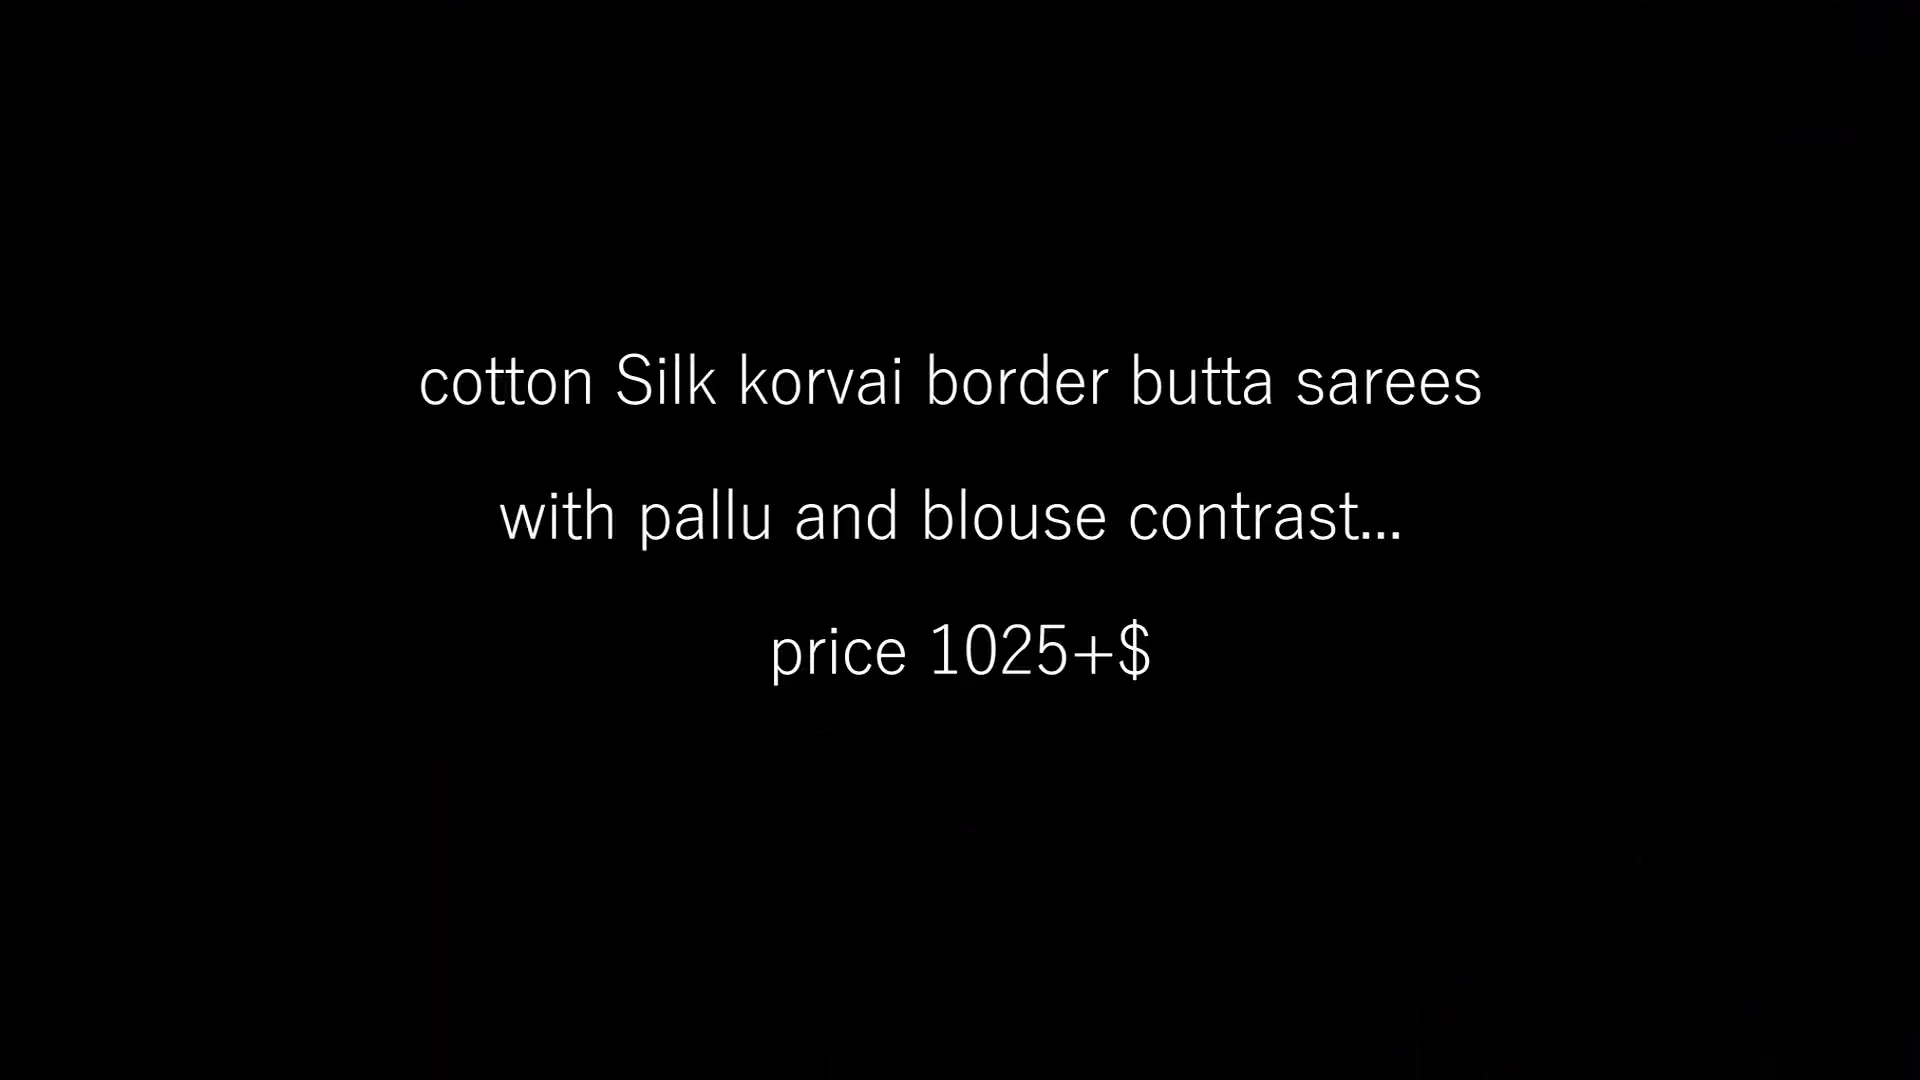 cotton Silk korvai border butta sarees
with pallu and blouse contrast...
price 1025+$